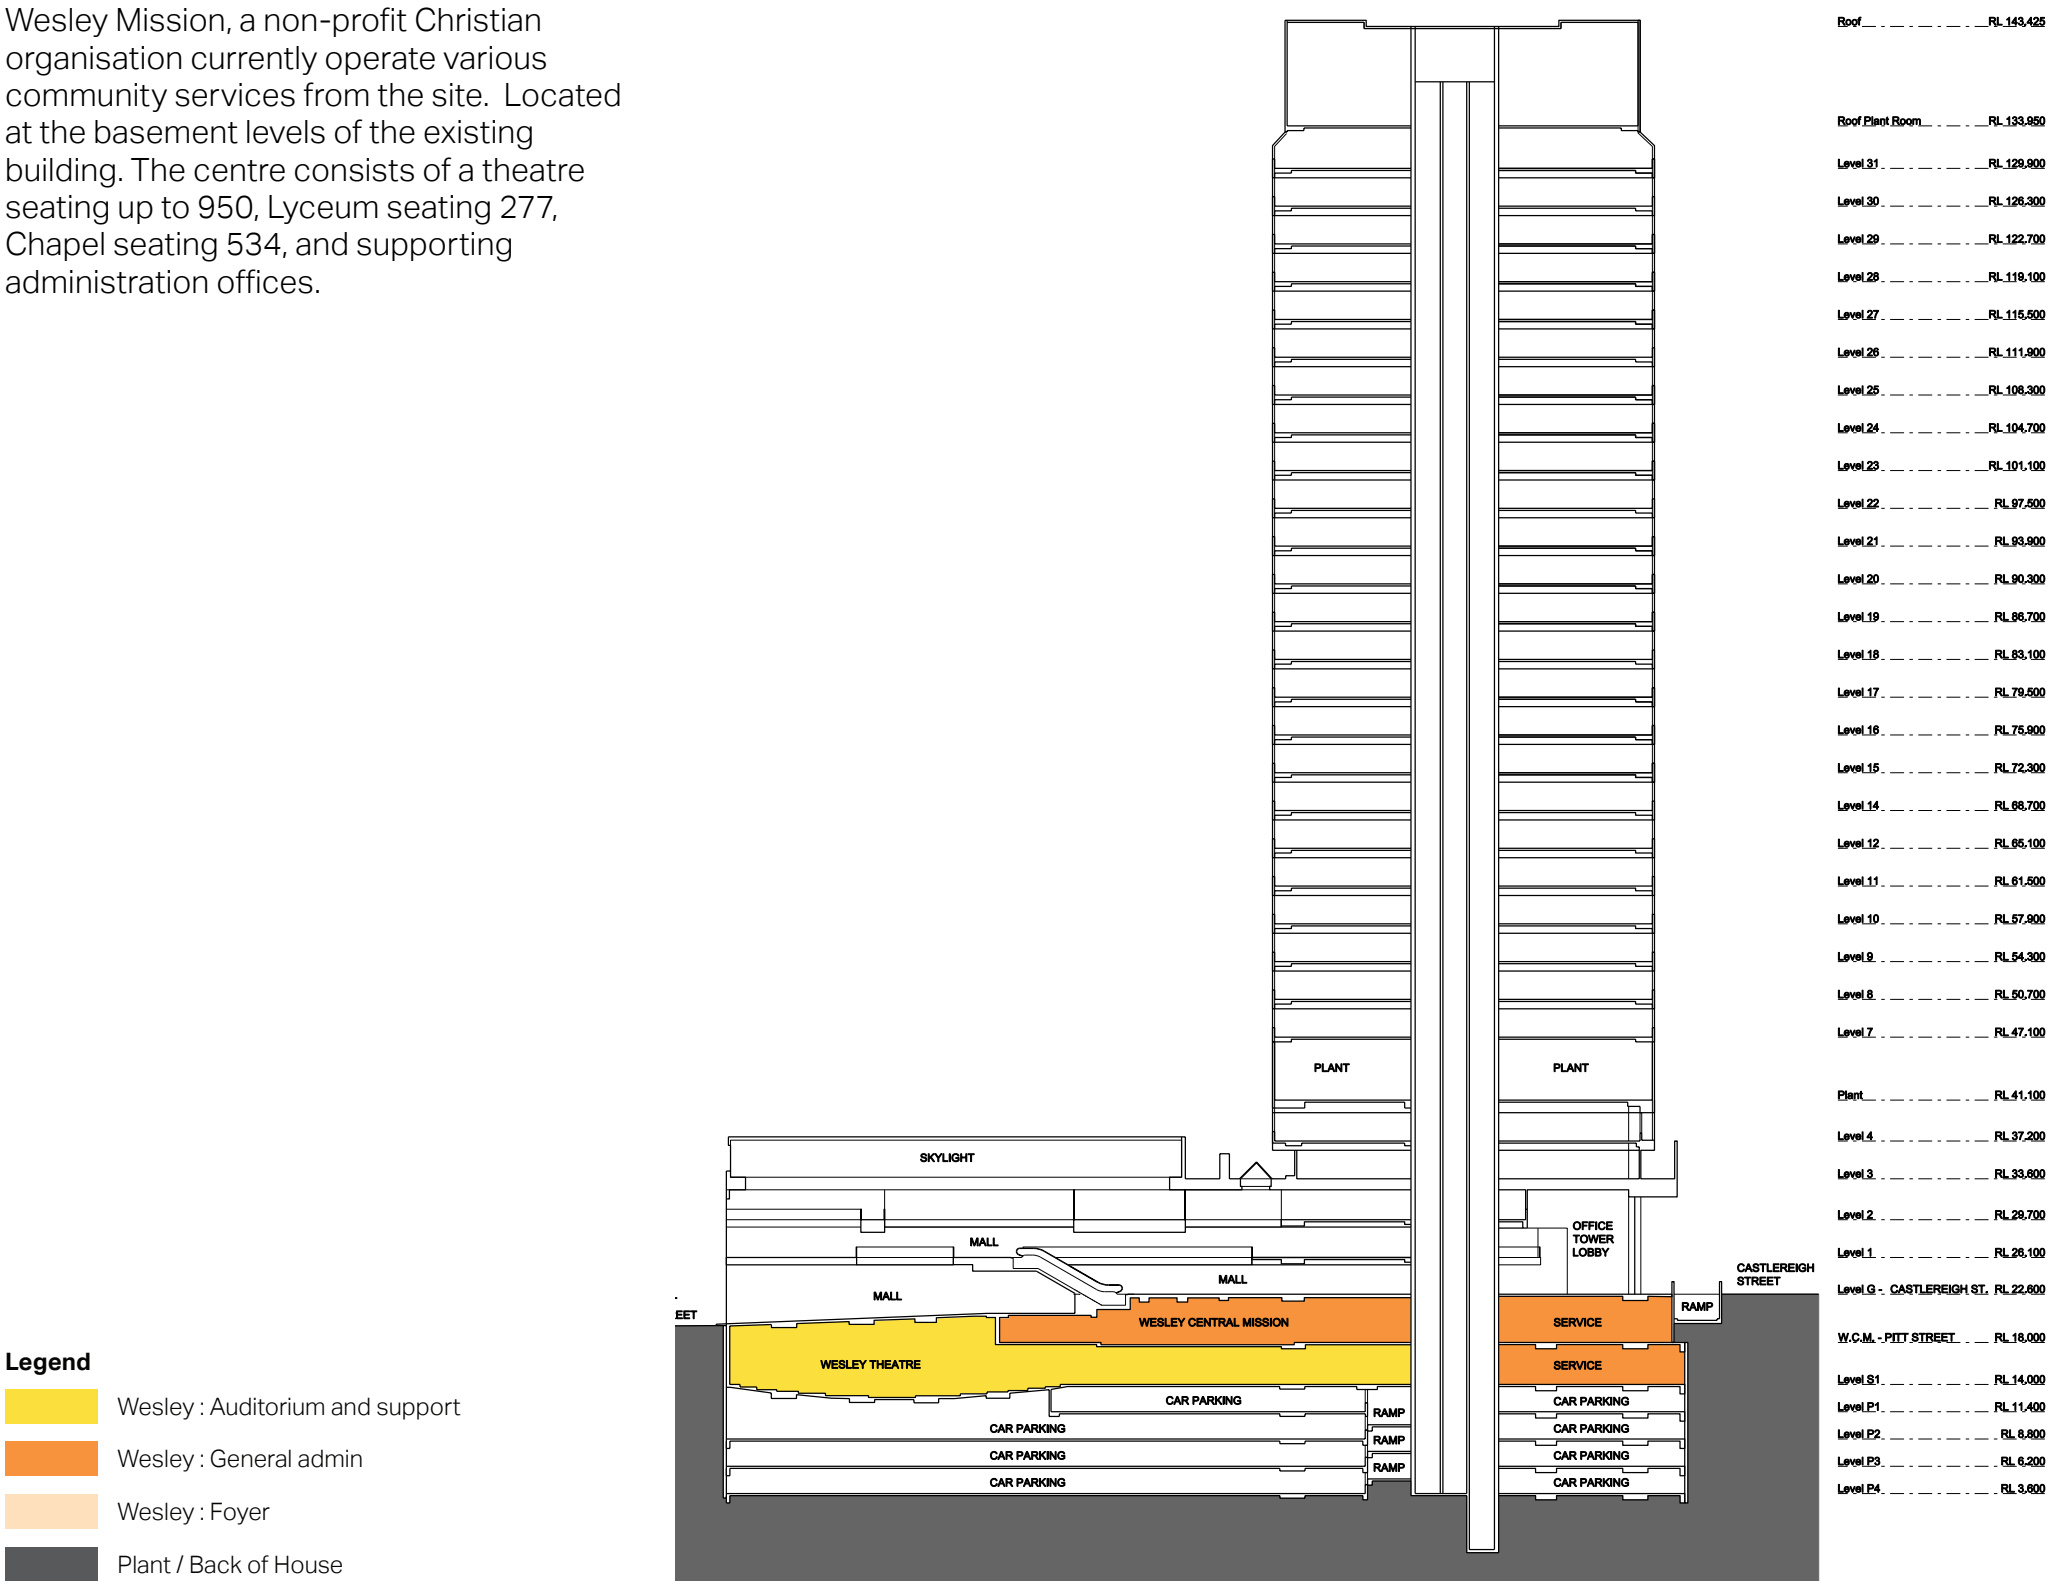 Wesley Mission, a non-profit Christian
organisation currently operate various
community services from the site.  Located
at the basement levels of the existing
building. The centre consists of a theatre
seating up to 950, Lyceum seating 277,
Chapel seating 534, and supporting
administration offices.
Roof RL 143,425
Roof Plant Room RL 133,950
Level 31 RL 129,900
Level 30 RL 126,300
Level 29 RL 122,700
Level 28 RL 119,100
Level 27 RL 115,500
Level 26 RL 111,900
Level 25 RL 108,300
Level 24 RL 104,700
Level 23 RL 101,100
Level 22 RL 97,500
Level 21 RL 93,900
Level 20 RL 90,300
Level 19 RL 86,700
Level 18 RL 83,100
Level 17 RL 79,500
Level 16 RL 75,900
Level 15 RL 72,300
Level 14 RL 68,700
Level 12 RL 65,100
Level 11 RL 61,500
Level 10 RL 57,900
Level 9 RL 54,300
Level 8 RL 50,700
Level 7 RL 47,100
Plant RL 41,100
Level 4 RL 37,200
Level 3 RL 33,600
Level 2 RL 29,700
Level 1 RL 26,100
Level G - CASTLEREIGH ST. RL 22,600
W.C.M. - PITT STREET RL 18,000
Level S1 RL 14,000
Level P1 RL 11,400
Level P2 RL 8,800
Level P3 RL 6,200
Level P4 RL 3,600
PLANT
PLANT
SKYLIGHT
MALL
OFFICE
TOWER
LOBBY
MALL
MALL
CASTLEREIGH
STREET
RAMP
EET
WESLEY CENTRAL MISSION
SERVICE
WESLEY THEATRE
SERVICE
CAR PARKING
CAR PARKING
RAMP
CAR PARKING
CAR PARKING
RAMP
CAR PARKING
CAR PARKING
RAMP
CAR PARKING
CAR PARKING
Legend
Wesley : Auditorium and support
Wesley : General admin
Wesley : Foyer
Plant / Back of House